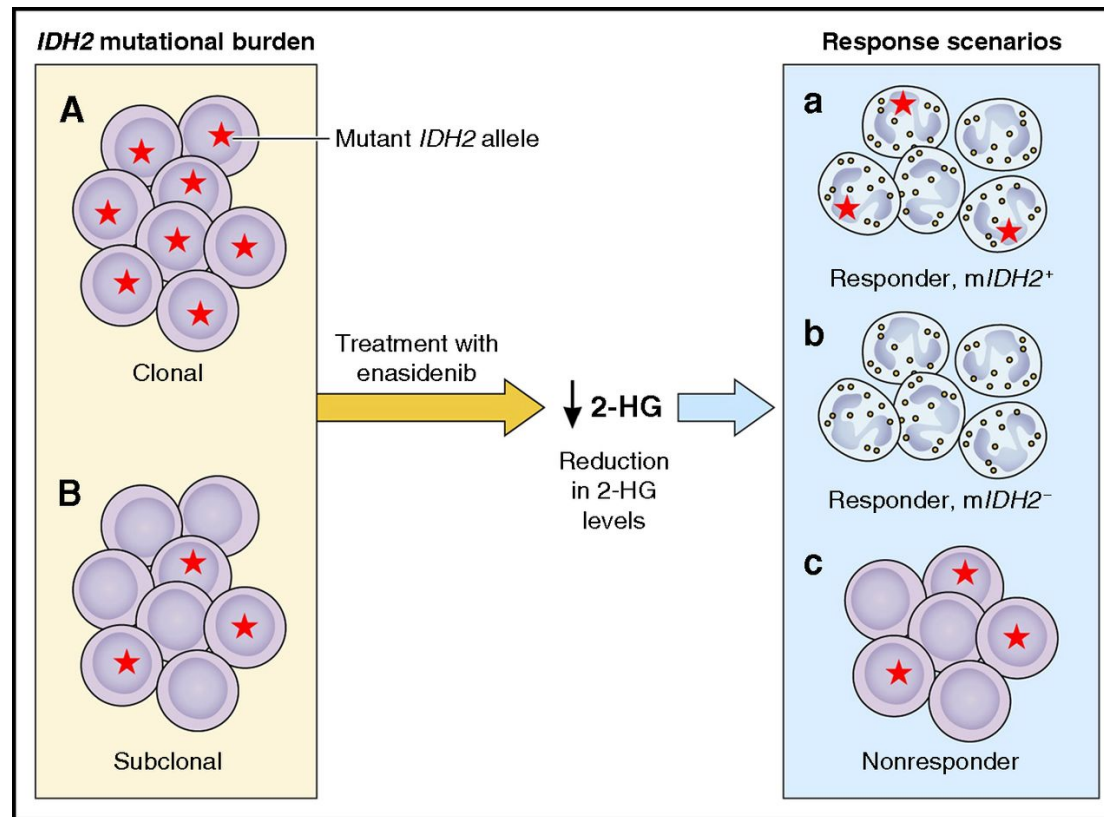 IDH2 mutational burden
A
Mutant IDH2 allele
Clonal
B
Subclonal
Treatment with
enasidenib
↓ 2-HG
Reduction
in 2-HG
levels
Response scenarios
a
Responder, mIDH2⁺
b
Responder, mIDH2⁻
c
Nonresponder